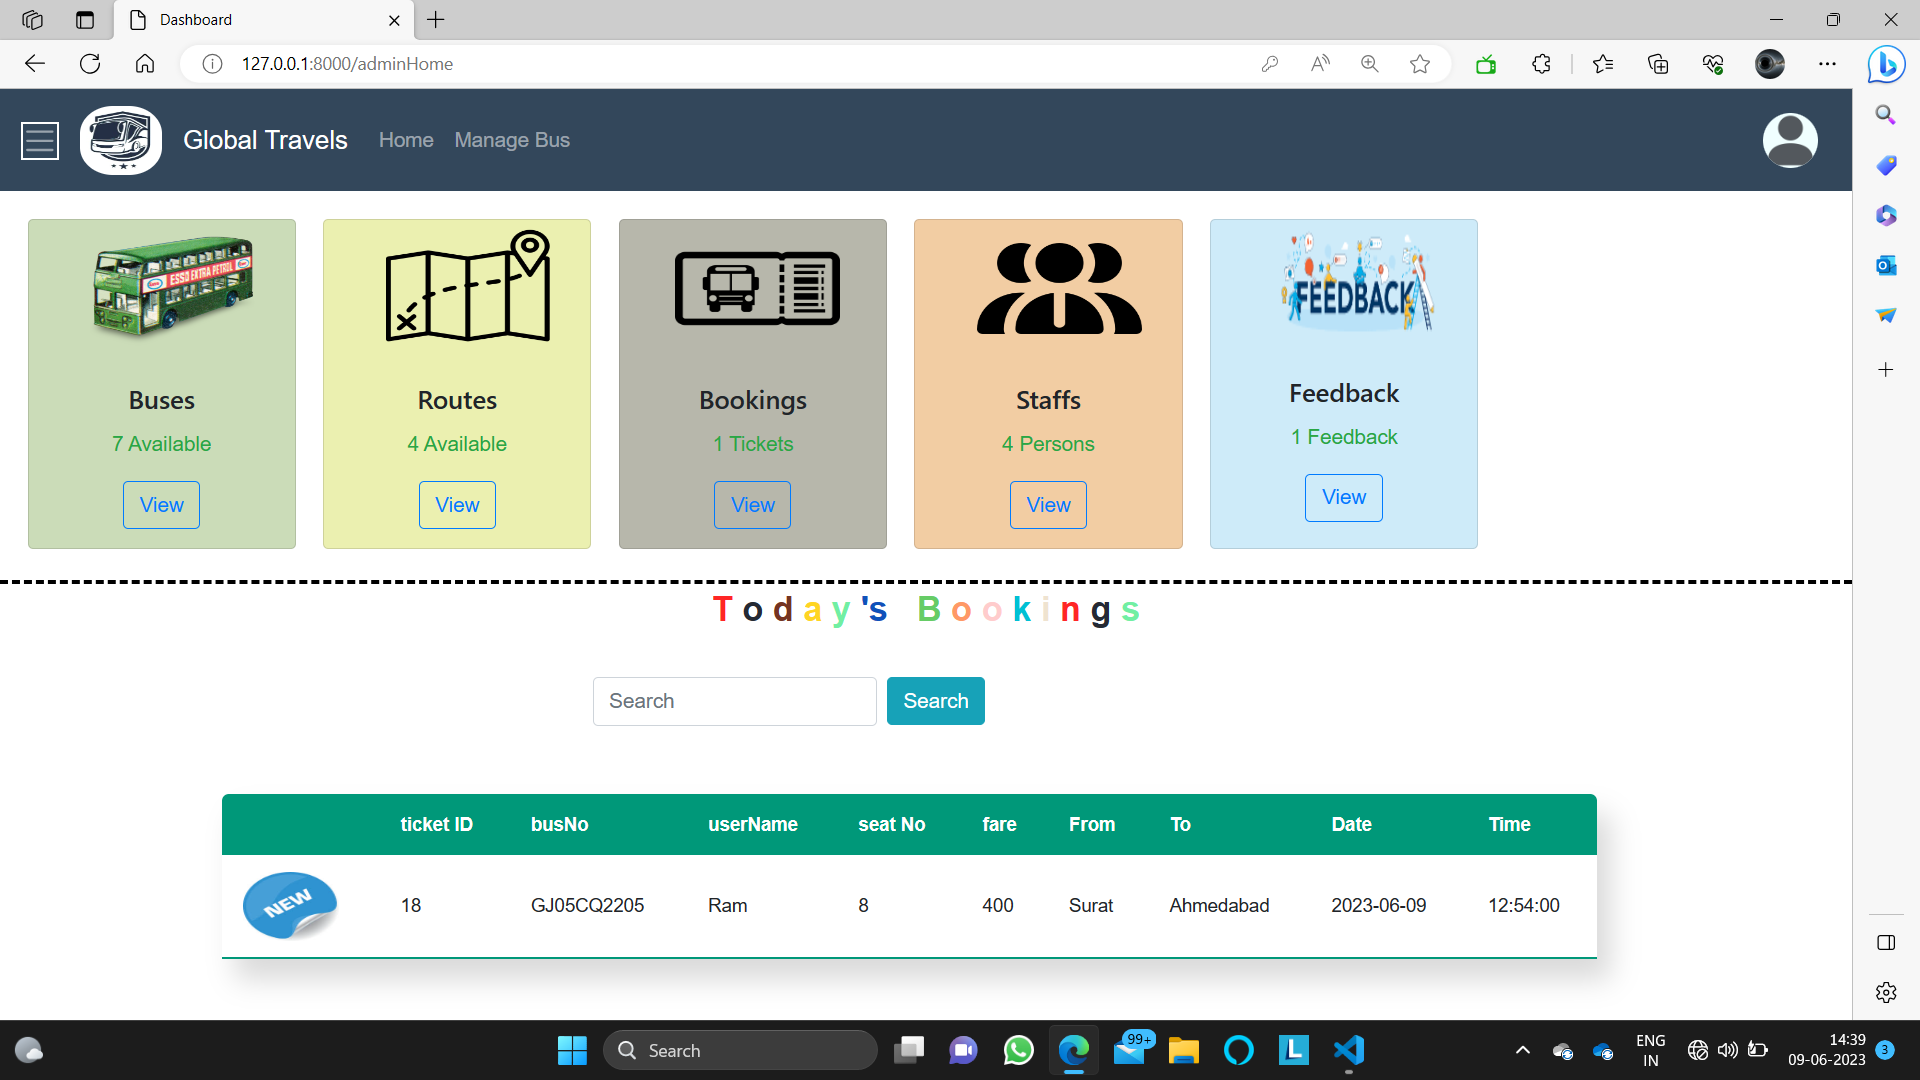 Dashboard
127.0.0.1:8000/adminHome
Global Travels Home Manage Bus
ESSO EXTRA PETROL
FEEDBACK
Buses
7 Available
View
Routes
4 Available
View
Bookings
1 Tickets
View
Staffs
4 Persons
View
Feedback
1 Feedback
View
Today's Bookings
Search Search
ticket ID busNo userName seat No fare From To Date Time
NEW 18 GJ05CQ2205 Ram 8 400 Surat Ahmedabad 2023-06-09 12:54:00
Search
99+
L
ENG
IN
14:39
09-06-2023
3